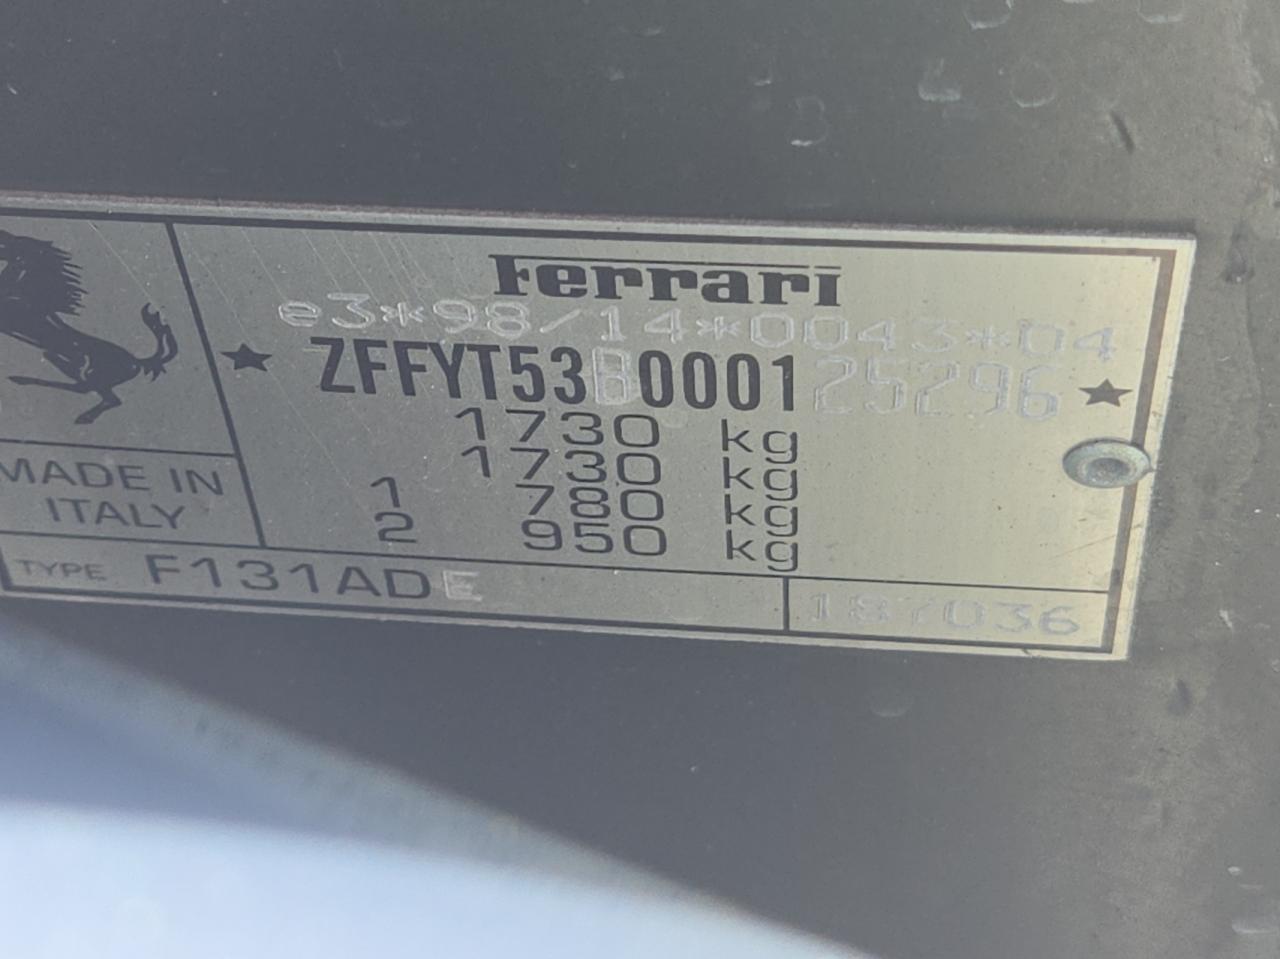 Ferrari
e3*98/14*0043*04
★ ZFFYT53B000125296 ★
1730 kg
1730 kg
1 780 kg
2 950 kg
MADE IN
ITALY
TYPE F131ADE
187036